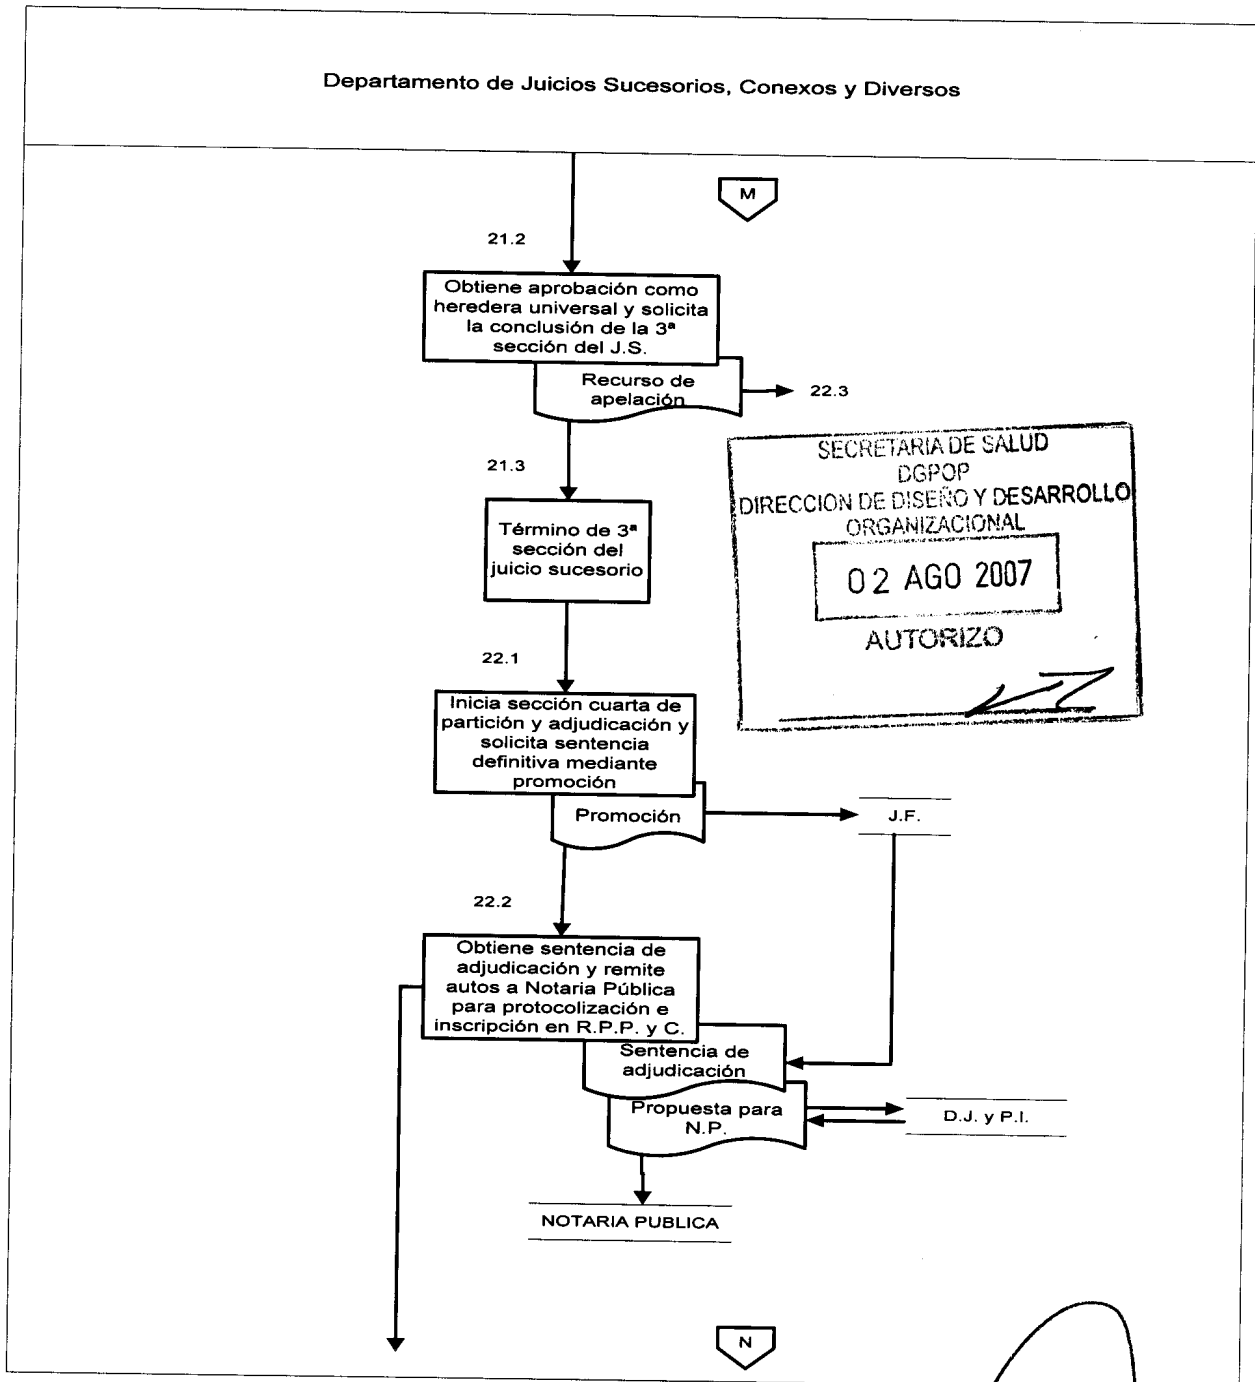 Departamento de Juicios Sucesorios, Conexos y Diversos
M
21.2
Obtiene aprobación como
heredera universal y solicita
la conclusión de la 3ª
sección del J.S.
Recurso de
apelación
22.3
21.3
Término de 3ª
sección del
juicio sucesorio
SECRETARIA DE SALUD
DGPOP
DIRECCION DE DISEÑO Y DESARROLLO
ORGANIZACIONAL
02 AGO 2007
AUTORIZO
22.1
Inicia sección cuarta de
partición y adjudicación y
solicita sentencia
definitiva mediante
promoción
Promoción
J.F.
22.2
Obtiene sentencia de
adjudicación y remite
autos a Notaria Pública
para protocolización e
inscripción en R.P.P. y C.
Sentencia de
adjudicación
Propuesta para
N.P.
D.J. y P.I.
NOTARIA PUBLICA
N